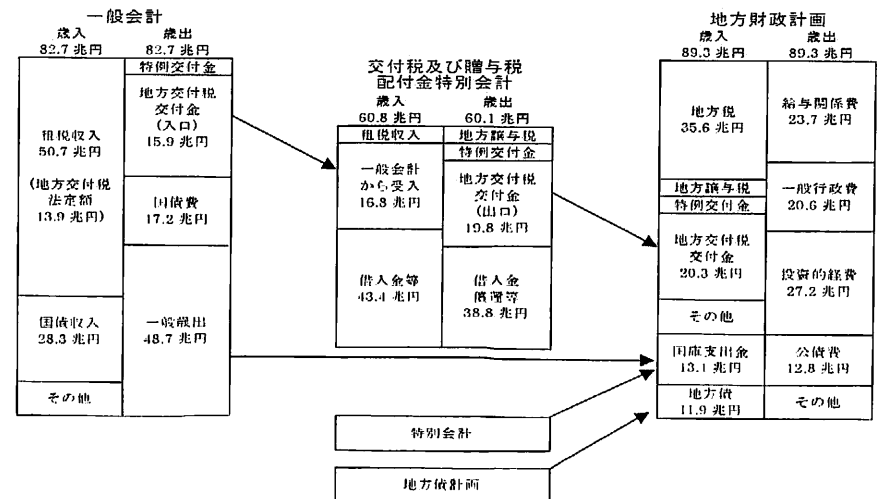 一般会計
歳入
82.7 兆円
歳出
82.7 兆円
租税収入
50.7 兆円
(地方交付税
法定額
13.9 兆円)
国債収入
28.3 兆円
その他
特例交付金
地方交付税
交付金
(入口)
15.9 兆円
国債費
17.2 兆円
一般歳出
48.7 兆円
交付税及び贈与税
配付金特別会計
歳入
60.8 兆円
歳出
60.1 兆円
租税収入
一般会計
から受入
16.8 兆円
借入金等
43.4 兆円
地方譲与税
特例交付金
地方交付税
交付金
(出口)
19.8 兆円
借入金
償還等
38.8 兆円
特別会計
地方債計画
地方財政計画
歳入
89.3 兆円
歳出
89.3 兆円
地方税
35.6 兆円
地方譲与税
特例交付金
地方交付税
交付金
20.3 兆円
その他
国庫支出金
13.1 兆円
地方債
11.9 兆円
給与関係費
23.7 兆円
一般行政費
20.6 兆円
投資的経費
27.2 兆円
公債費
12.8 兆円
その他